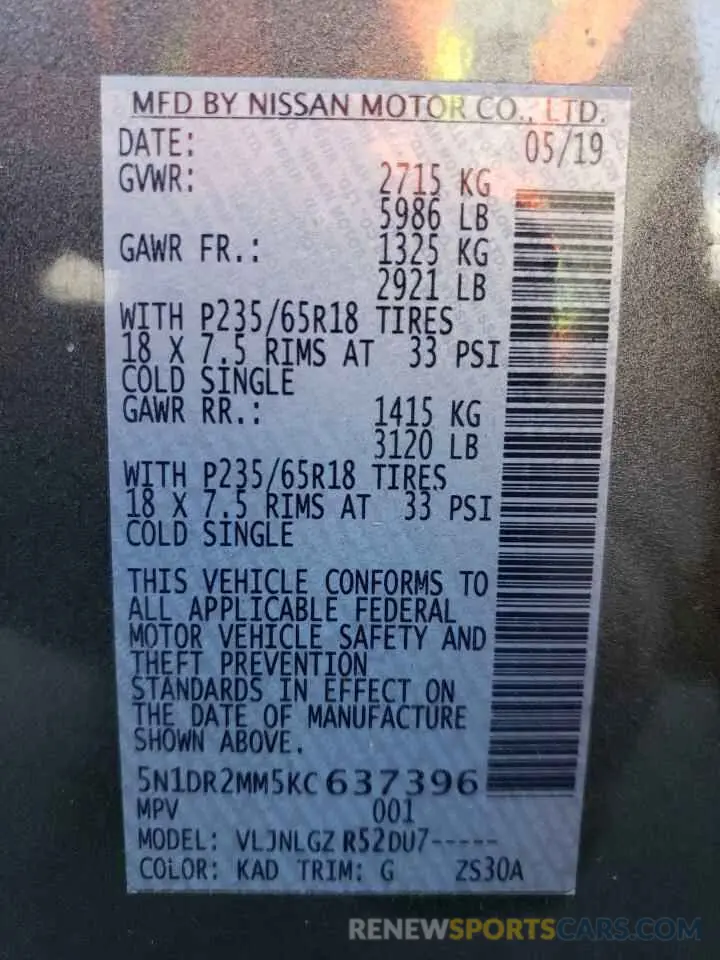 MFD BY NISSAN MOTOR CO., LTD.
DATE: 05/19
GVWR: 2715 KG
5986 LB
GAWR FR.: 1325 KG
2921 LB
WITH P235/65R18 TIRES
18 X 7.5 RIMS AT 33 PSI
COLD SINGLE
GAWR RR.: 1415 KG
3120 LB
WITH P235/65R18 TIRES
18 X 7.5 RIMS AT 33 PSI
COLD SINGLE
THIS VEHICLE CONFORMS TO
ALL APPLICABLE FEDERAL
MOTOR VEHICLE SAFETY AND
THEFT PREVENTION
STANDARDS IN EFFECT ON
THE DATE OF MANUFACTURE
SHOWN ABOVE.
5N1DR2MM5KC637396
MPV 001
MODEL: VLJNLGZ R52DU7-----
COLOR: KAD TRIM: G ZS30A
RENEWSPORTSCARS.COM